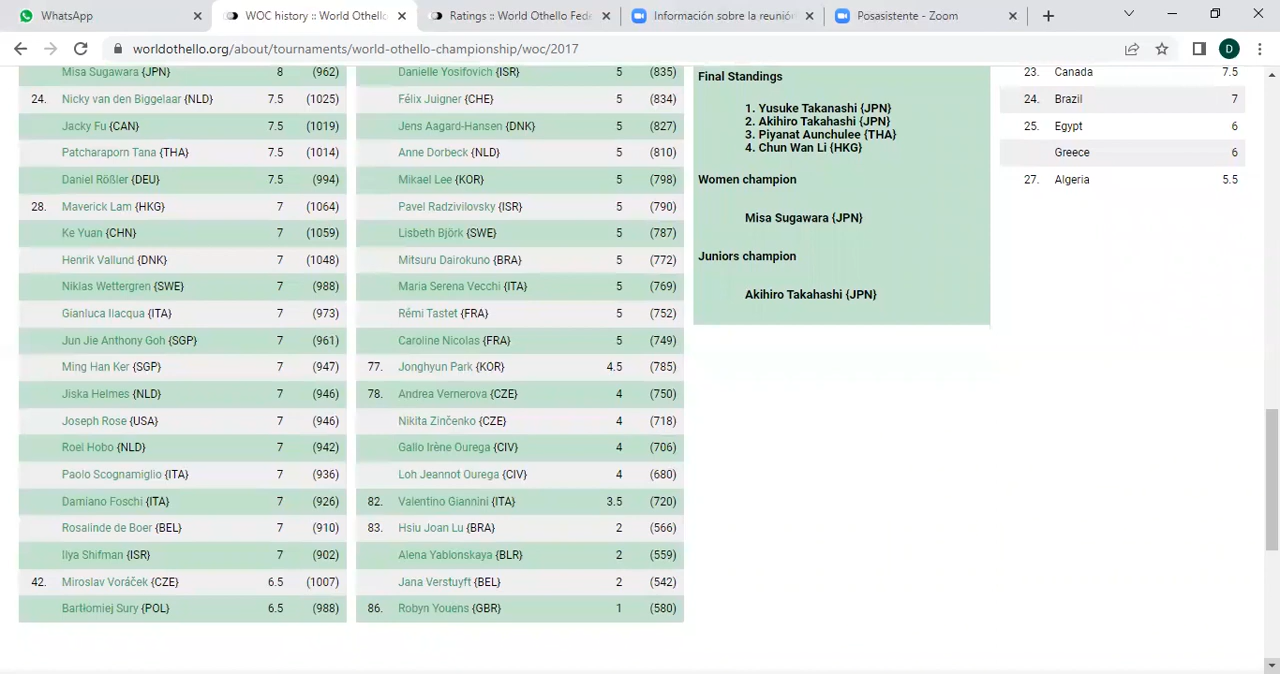 WhatsApp
WOC history :: World Othello
Ratings :: World Othello Fede
Información sobre la reunión
Posasistente - Zoom
worldothello.org/about/tournaments/world-othello-championship/woc/2017
D
Misa Sugawara {JPN} 8 (962)
24. Nicky van den Biggelaar {NLD} 7.5 (1025)
Jacky Fu {CAN} 7.5 (1019)
Patcharaporn Tana {THA} 7.5 (1014)
Daniel Rößler {DEU} 7.5 (994)
28. Maverick Lam {HKG} 7 (1064)
Ke Yuan {CHN} 7 (1059)
Henrik Vallund {DNK} 7 (1048)
Niklas Wettergren {SWE} 7 (988)
Gianluca Ilacqua {ITA} 7 (973)
Jun Jie Anthony Goh {SGP} 7 (961)
Ming Han Ker {SGP} 7 (947)
Jiska Helmes {NLD} 7 (946)
Joseph Rose {USA} 7 (946)
Roel Hobo {NLD} 7 (942)
Paolo Scognamiglio {ITA} 7 (936)
Damiano Foschi {ITA} 7 (926)
Rosalinde de Boer {BEL} 7 (910)
Ilya Shifman {ISR} 7 (902)
42. Miroslav Voráček {CZE} 6.5 (1007)
Bartłomiej Sury {POL} 6.5 (988)
Danielle Yosifovich {ISR} 5 (835)
Félix Juigner {CHE} 5 (834)
Jens Aagard-Hansen {DNK} 5 (827)
Anne Dorbeck {NLD} 5 (810)
Mikael Lee {KOR} 5 (798)
Pavel Radzivilovsky {ISR} 5 (790)
Lisbeth Björk {SWE} 5 (787)
Mitsuru Dairokuno {BRA} 5 (772)
Maria Serena Vecchi {ITA} 5 (769)
Rémi Tastet {FRA} 5 (752)
Caroline Nicolas {FRA} 5 (749)
77. Jonghyun Park {KOR} 4.5 (785)
78. Andrea Vernerova {CZE} 4 (750)
Nikita Zinčenko {CZE} 4 (718)
Gallo Irène Ourega {CIV} 4 (706)
Loh Jeannot Ourega {CIV} 4 (680)
82. Valentino Giannini {ITA} 3.5 (720)
83. Hsiu Joan Lu {BRA} 2 (566)
Alena Yablonskaya {BLR} 2 (559)
Jana Verstuyft {BEL} 2 (542)
86. Robyn Youens {GBR} 1 (580)
Final Standings
1. Yusuke Takanashi {JPN}
2. Akihiro Takahashi {JPN}
3. Piyanat Aunchulee {THA}
4. Chun Wan Li {HKG}
Women champion
Misa Sugawara {JPN}
Juniors champion
Akihiro Takahashi {JPN}
23. Canada 7.5
24. Brazil 7
25. Egypt 6
Greece 6
27. Algeria 5.5